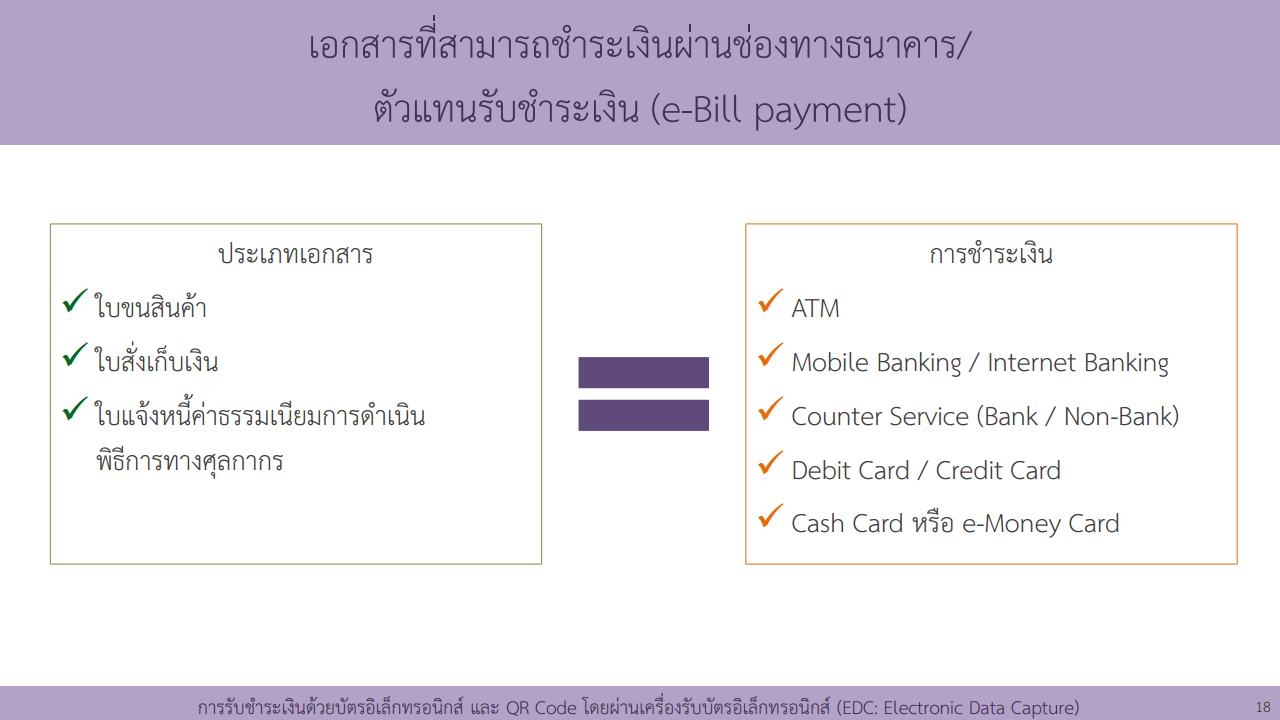 เอกสารที่สามารถชำระเงินผ่านช่องทางธนาคาร/
ตัวแทนรับชำระเงิน (e-Bill payment)
ประเภทเอกสาร
ใบขนสินค้า
ใบสั่งเก็บเงิน
ใบแจ้งหนี้ค่าธรรมเนียมการดำเนิน
พิธีการทางศุลกากร
การชำระเงิน
ATM
Mobile Banking / Internet Banking
Counter Service (Bank / Non-Bank)
Debit Card / Credit Card
Cash Card หรือ e-Money Card
การรับชำระเงินด้วยบัตรอิเล็กทรอนิกส์ และ QR Code โดยผ่านเครื่องรับบัตรอิเล็กทรอนิกส์ (EDC: Electronic Data Capture)
18